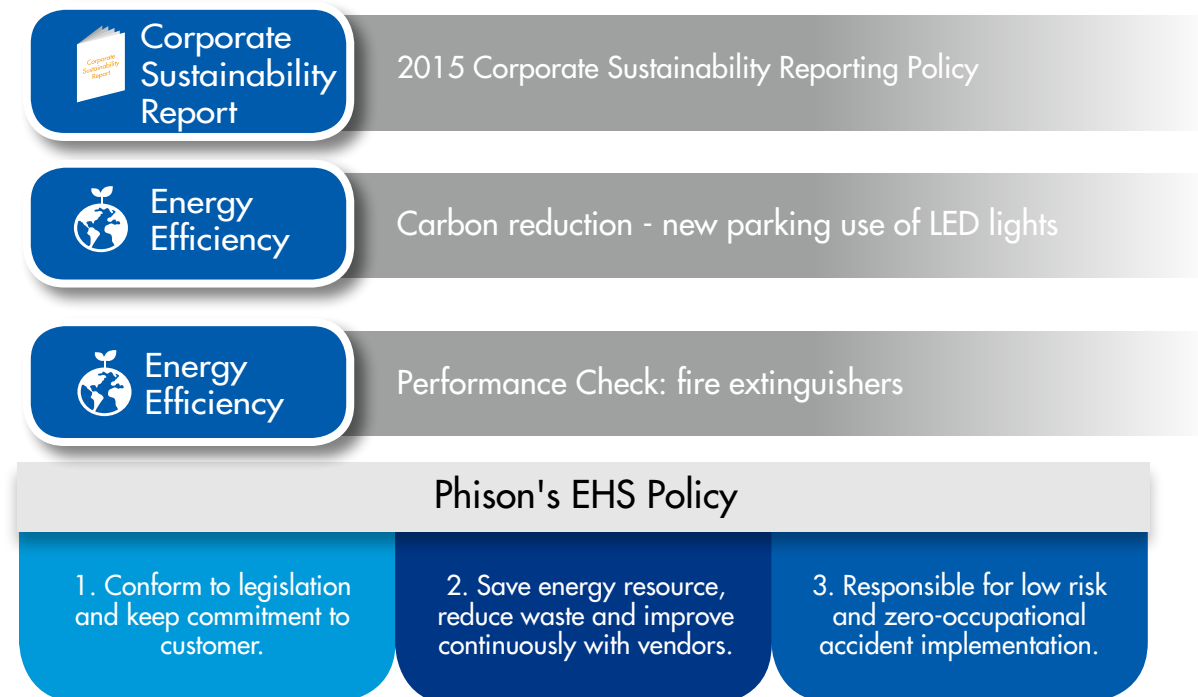 Corporate
Sustainability
Report
Corporate
Sustainability
Report
2015 Corporate Sustainability Reporting Policy
Energy
Efficiency
Carbon reduction - new parking use of LED lights
Energy
Efficiency
Performance Check: fire extinguishers
Phison's EHS Policy
1. Conform to legislation
and keep commitment to
customer.
2. Save energy resource,
reduce waste and improve
continuously with vendors.
3. Responsible for low risk
and zero-occupational
accident implementation.